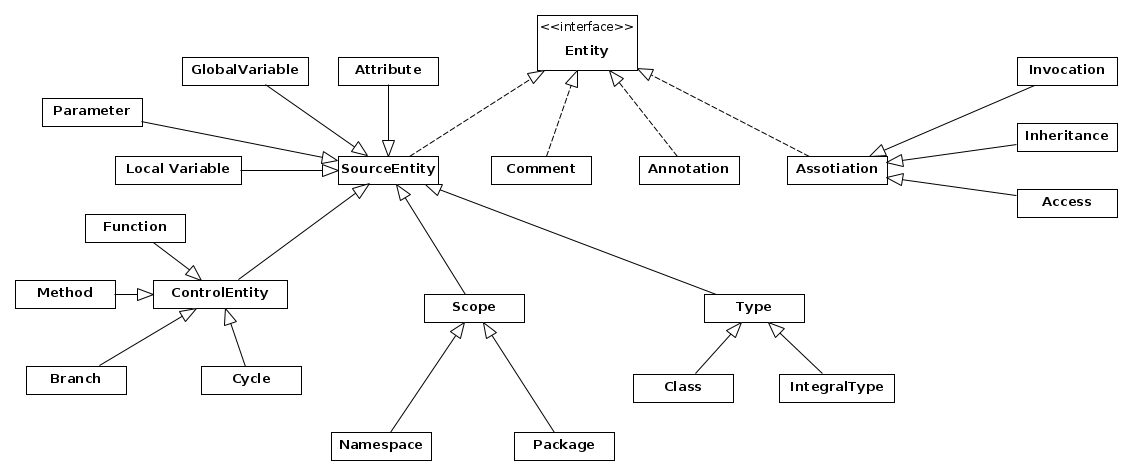 <<interface>>
Entity
GlobalVariable
Attribute
Invocation
Parameter
Inheritance
Local Variable
SourceEntity
Comment
Annotation
Assotiation
Access
Function
Method
ControlEntity
Scope
Type
Branch
Cycle
Class
IntegralType
Namespace
Package